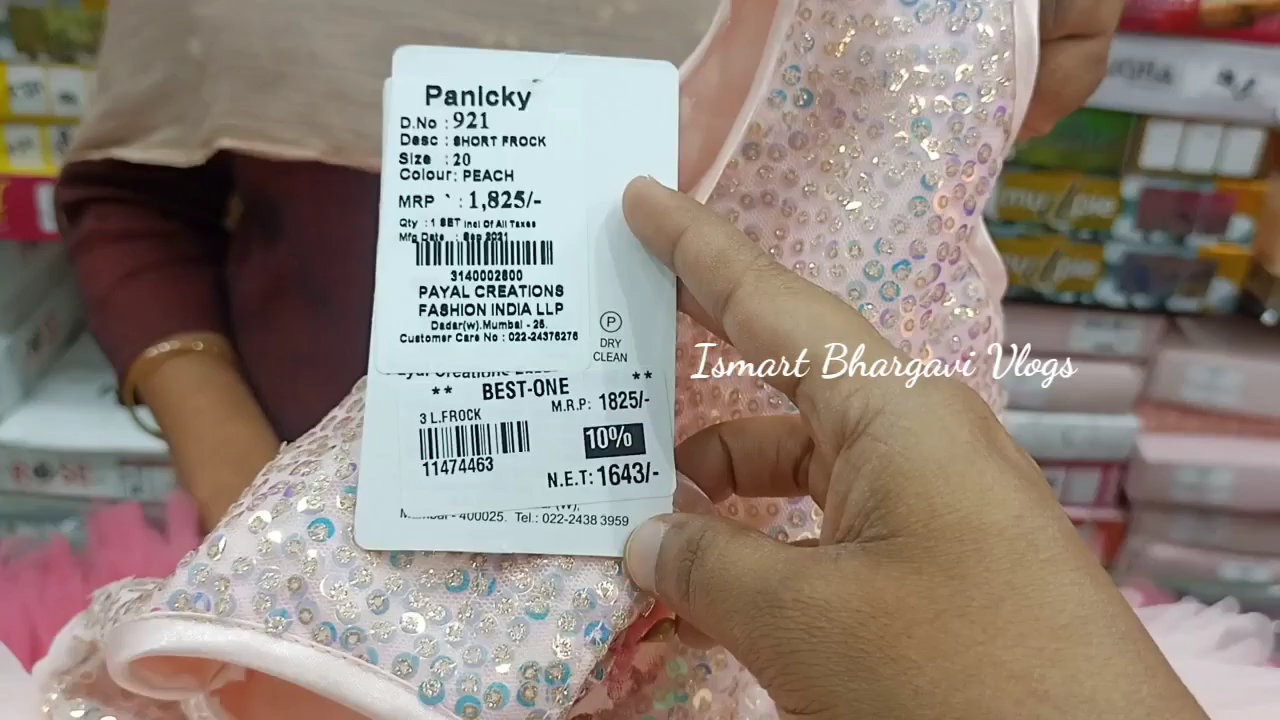 Panicky
D.No : 921
Desc : SHORT FROCK
Size : 20
Colour : PEACH
MRP ` : 1,825/-
Qty : 1 SET Incl Of All Taxes
Mfg Date : Sep 2021
3140002800
PAYAL CREATIONS
FASHION INDIA LLP
Dadar(w).Mumbai - 28.
Customer Care No : 022-24376276
P
DRY
CLEAN
** BEST-ONE **
3 L.FROCK
M.R.P: 1825/-
10%
11474463
N.E.T: 1643/-
Mumbai - 400025. Tel.: 022-2438 3959
Ismart Bhargavi Vlogs
ROSE